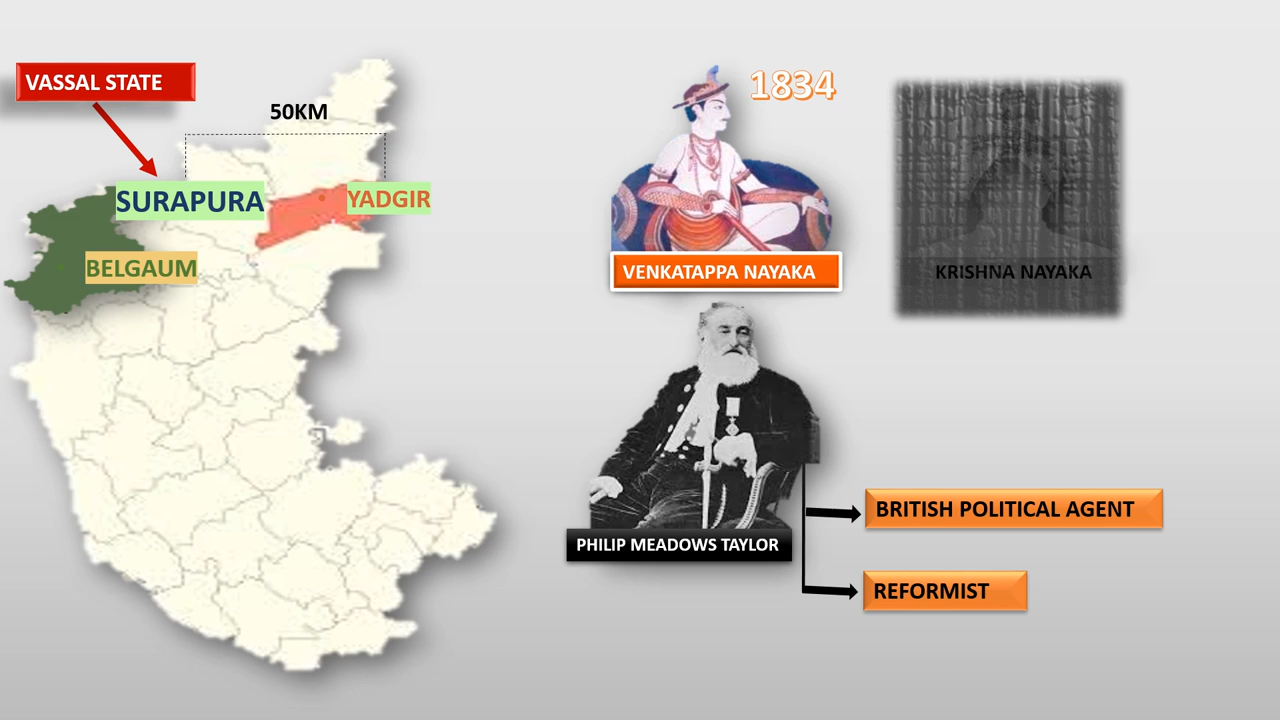 VASSAL STATE
50KM
SURAPURA
YADGIR
BELGAUM
1834
VENKATAPPA NAYAKA
KRISHNA NAYAKA
PHILIP MEADOWS TAYLOR
BRITISH POLITICAL AGENT
REFORMIST